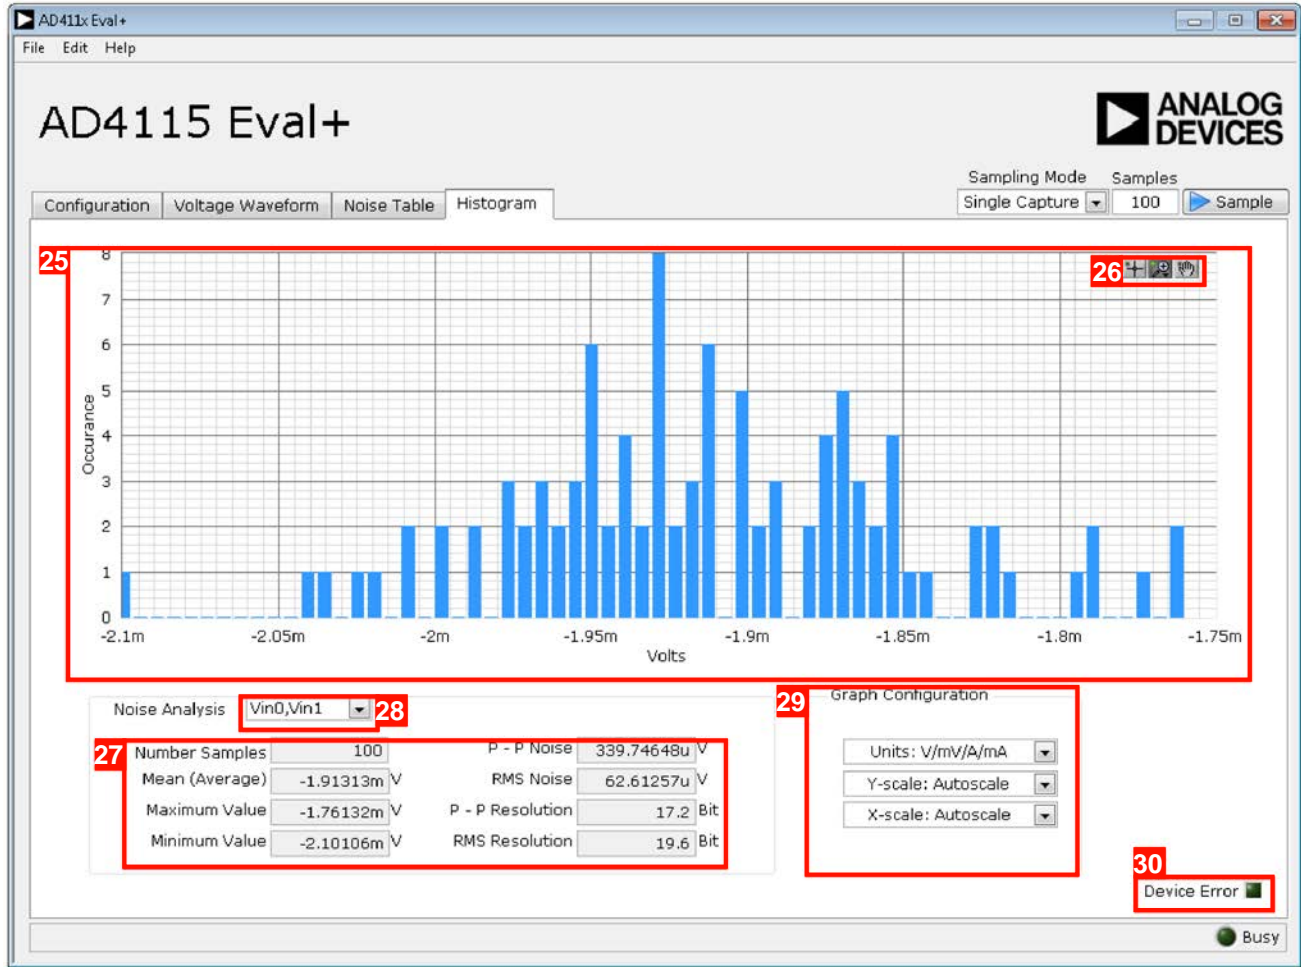 AD411x Eval+
File Edit Help
AD4115 Eval+
ANALOG
DEVICES
Sampling Mode Samples
Configuration Voltage Waveform Noise Table Histogram Single Capture 100 Sample
25
26
8
7
6
5
4
3
2
1
0
Occurance
-2.1m -2.05m -2m -1.95m -1.9m -1.85m -1.8m -1.75m
Volts
Noise Analysis Vin0,Vin1 28
27
Number Samples 100 P - P Noise 339.74648u V
Mean (Average) -1.91313m V RMS Noise 62.61257u V
Maximum Value -1.76132m V P - P Resolution 17.2 Bit
Minimum Value -2.10106m V RMS Resolution 19.6 Bit
29 Graph Configuration
Units: V/mV/A/mA
Y-scale: Autoscale
X-scale: Autoscale
30
Device Error
Busy